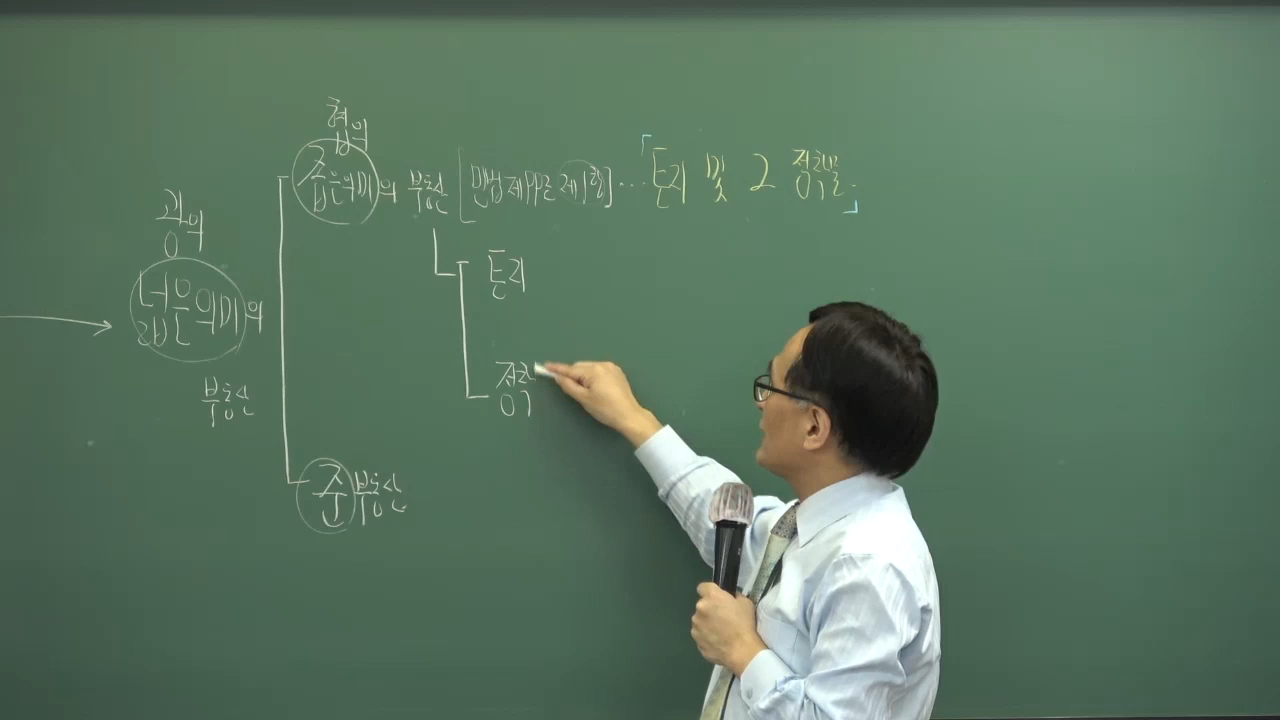 협의
좁은의미의 부동산 [민법제99조제1항] ... 「토지 및 그 정착물」
광의
넓은의미의
부동산
토지
정착
준부동산